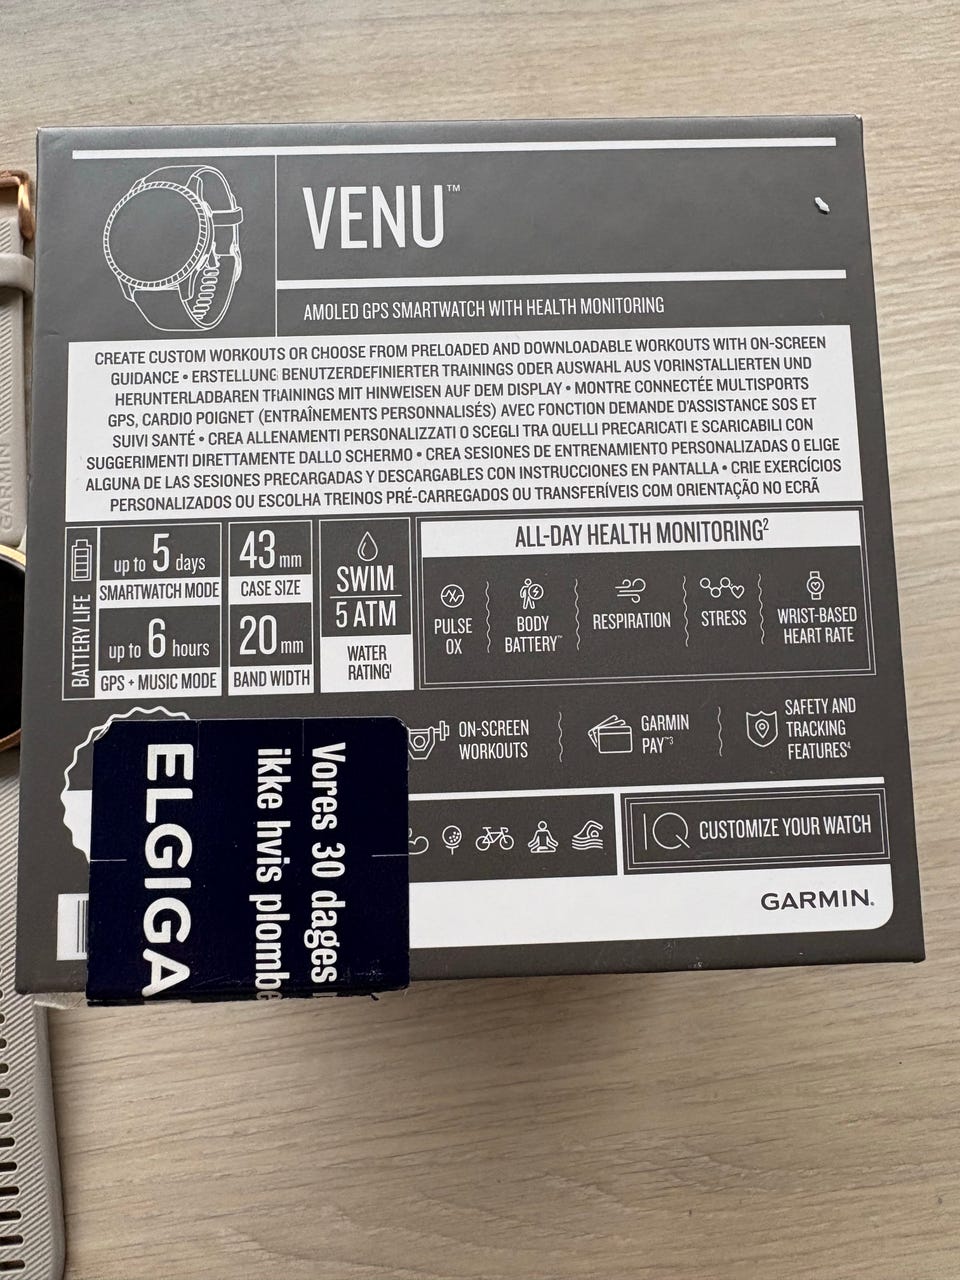 VENU™
AMOLED GPS SMARTWATCH WITH HEALTH MONITORING
CREATE CUSTOM WORKOUTS OR CHOOSE FROM PRELOADED AND DOWNLOADABLE WORKOUTS WITH ON-SCREEN
GUIDANCE • ERSTELLUNG BENUTZERDEFINIERTER TRAININGS ODER AUSWAHL AUS VORINSTALLIERTEN UND
HERUNTERLADBAREN TRAININGS MIT HINWEISEN AUF DEM DISPLAY • MONTRE CONNECTÉE MULTISPORTS
GPS, CARDIO POIGNET (ENTRAÎNEMENTS PERSONNALISÉS) AVEC FONCTION DEMANDE D'ASSISTANCE SOS ET
SUIVI SANTÉ • CREA ALLENAMENTI PERSONALIZZATI O SCEGLI TRA QUELLI PRECARICATI E SCARICABILI CON
SUGGERIMENTI DIRETTAMENTE DALLO SCHERMO • CREA SESIONES DE ENTRENAMIENTO PERSONALIZADAS O ELIGE
ALGUNA DE LAS SESIONES PRECARGADAS Y DESCARGABLES CON INSTRUCCIONES EN PANTALLA • CRIE EXERCÍCIOS
PERSONALIZADOS OU ESCOLHA TREINOS PRÉ-CARREGADOS OU TRANSFERÍVEIS COM ORIENTAÇÃO NO ECRÃ
BATTERY LIFE
up to 5 days
SMARTWATCH MODE
up to 6 hours
GPS + MUSIC MODE
43 mm
CASE SIZE
20 mm
BAND WIDTH
SWIM
5 ATM
WATER
RATING¹
ALL-DAY HEALTH MONITORING²
PULSE
OX
BODY
BATTERY™
RESPIRATION
STRESS
WRIST-BASED
HEART RATE
ON-SCREEN
WORKOUTS
GARMIN
PAY™³
SAFETY AND
TRACKING
FEATURES⁴
IQ CUSTOMIZE YOUR WATCH
GARMIN.
Vores 30 dages
ikke hvis plombe
ELGIGA
GARMIN